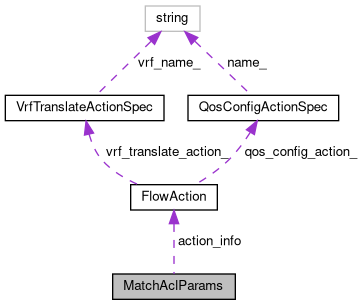 string
vrf_name_
name_
VrfTranslateActionSpec
QosConfigActionSpec
vrf_translate_action_
qos_config_action_
FlowAction
action_info
MatchAclParams